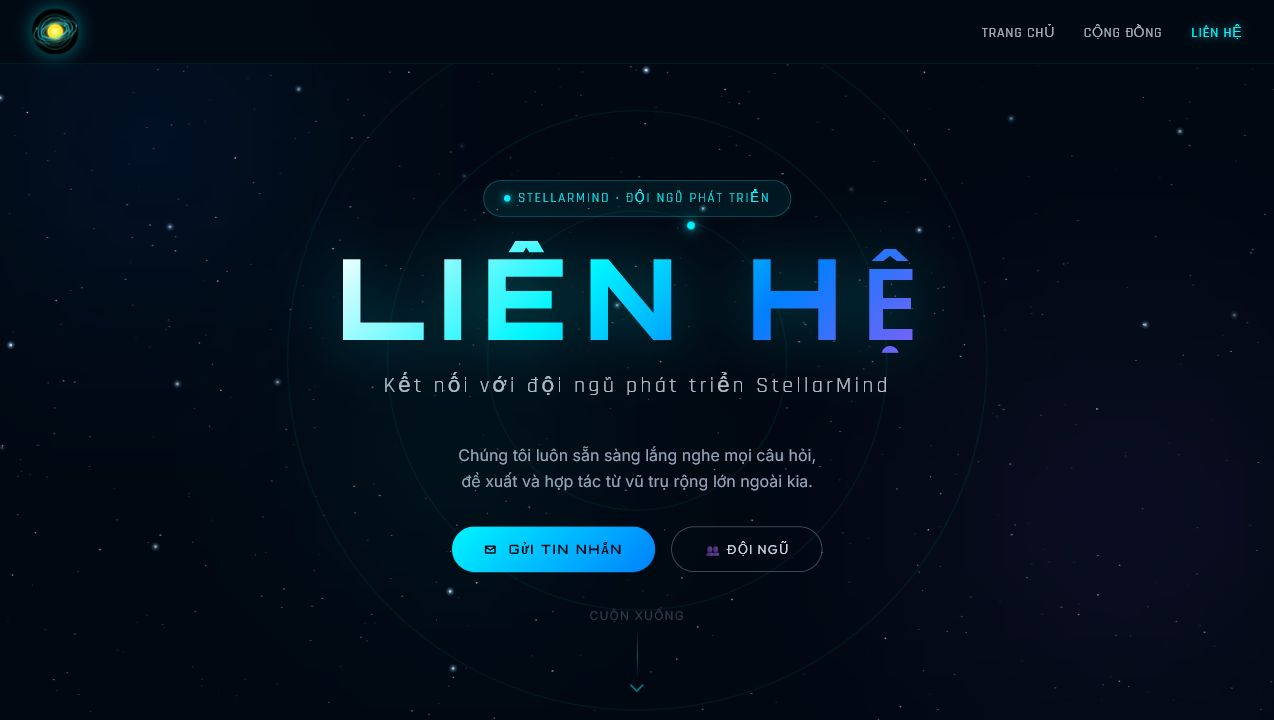 TRANG CHỦ
CỘNG ĐỒNG
LIÊN HỆ
STELLARMIND · ĐỘI NGŨ PHÁT TRIỂN
LIÊN HỆ
Kết nối với đội ngũ phát triển StellarMind
Chúng tôi luôn sẵn sàng lắng nghe mọi câu hỏi,
đề xuất và hợp tác từ vũ trụ rộng lớn ngoài kia.
GửI TIN NHắN
ĐỘI NGŨ
CUỘN XUỐNG